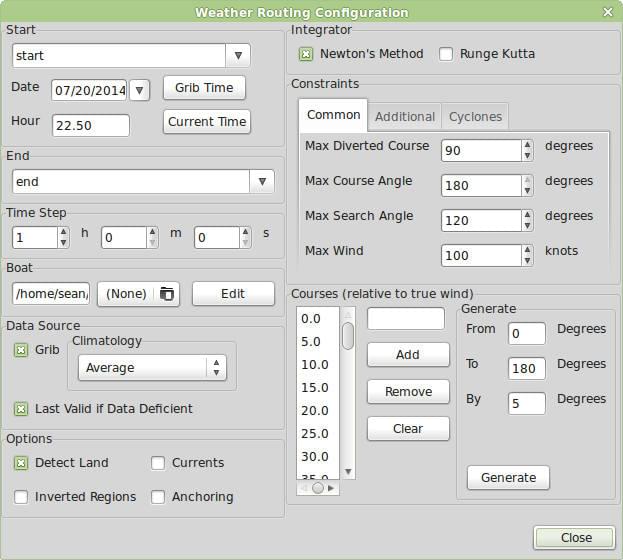 Weather Routing Configuration
Start
start
Date 07/20/2014 Grib Time
Hour 22.50 Current Time
End
end
Time Step
1 h 0 m 0 s
Boat
/home/sean/ (None) Edit
Data Source
Grib
Climatology
Average
Last Valid if Data Deficient
Options
Detect Land Currents
Inverted Regions Anchoring
Integrator
Newton's Method Runge Kutta
Constraints
Common Additional Cyclones
Max Diverted Course 90 degrees
Max Course Angle 180 degrees
Max Search Angle 120 degrees
Max Wind 100 knots
Courses (relative to true wind)
0.0
5.0
10.0
15.0
20.0
25.0
30.0
35.0
Add
Remove
Clear
Generate
From 0 Degrees
To 180 Degrees
By 5 Degrees
Generate
Close